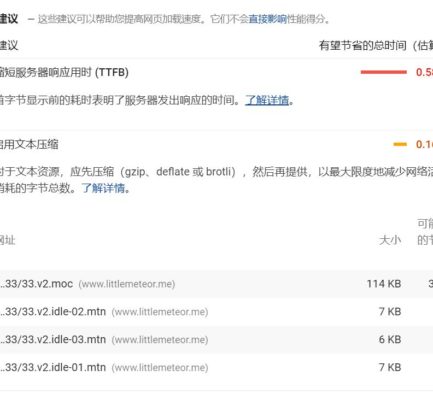 建议 — 这些建议可以帮助您提高网页加载速度。它们不会直接影响性能得分。
建议 有望节省的总时间（估算
缩短服务器响应用时 (TTFB) 0.58
首字节显示前的耗时表明了服务器发出响应的时间。了解详情。
启用文本压缩 0.16
对于文本资源，应先压缩（gzip、deflate 或 brotli），然后再提供，以最大限度地减少网络活
消耗的字节总数。了解详情。
可能
网址 大小 的节
…33/33.v2.moc (www.littlemeteor.me) 114 KB 3
…33/33.v2.idle-02.mtn (www.littlemeteor.me) 7 KB
…33/33.v2.idle-03.mtn (www.littlemeteor.me) 6 KB
…33/33.v2.idle-01.mtn (www.littlemeteor.me) 7 KB